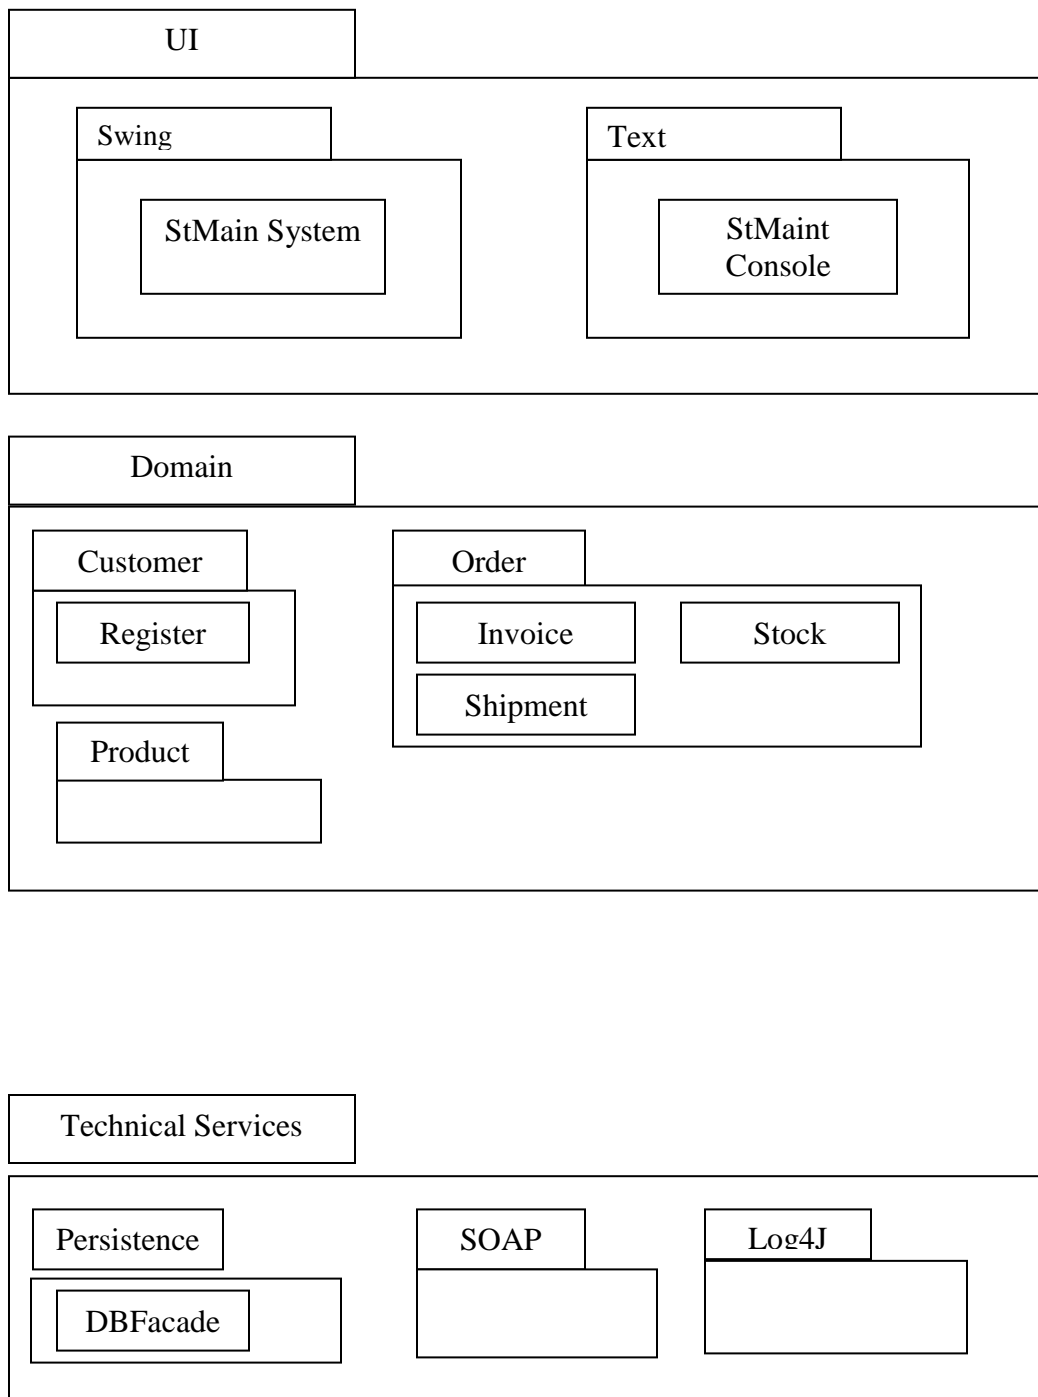 UI
Swing
Text
StMain System
StMaint
Console
Domain
Customer
Order
Register
Invoice
Stock
Shipment
Product
Technical Services
Persistence
SOAP
Log4J
DBFacade